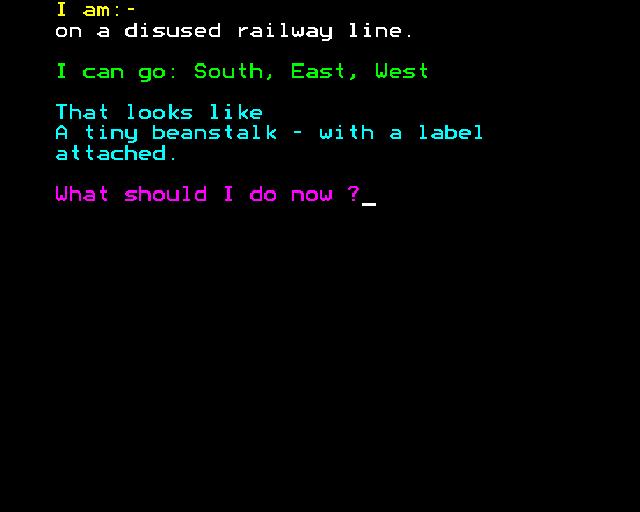 I am:-
on a disused railway line.
I can go: South, East, West
That looks like
A tiny beanstalk - with a label
attached.
What should I do now ?_